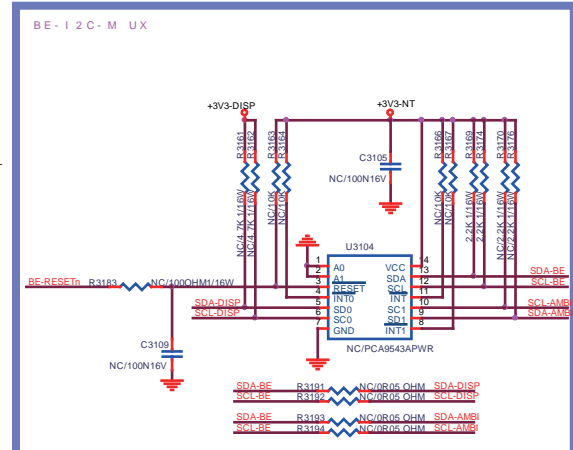 BE-I2C-MUX
+3V3-DISP
+3V3-NT
R3161
R3162
R3163
R3164
NC/4.7K 1/16W
NC/4.7K 1/16W
NC/10K
NC/10K
C3105
NC/100N16V
R3166
R3167
R3169
R3174
R3170
R3176
NC/10K
NC/10K
2.2K 1/16W
2.2K 1/16W
NC/2.2K 1/16W
NC/2.2K 1/16W
U3104
1 A0 VCC 14
2 A1 SDA 13 SDA-BE
BE-RESETn R3183 NC/100OHM1/16W 3 RESET SCL 12 SCL-BE
4 INT0 INT 11
SDA-DISP 5 SD0 SC1 10 SCL-AMBI
SCL-DISP 6 SC0 SD1 9 SDA-AMBI
7 GND INT1 8
NC/PCA9543APWR
C3109
NC/100N16V
SDA-BE R3191 NC/0R05 OHM SDA-DISP
SCL-BE R3192 NC/0R05 OHM SCL-DISP
SDA-BE R3193 NC/0R05 OHM SDA-AMBI
SCL-BE R3194 NC/0R05 OHM SCL-AMBI